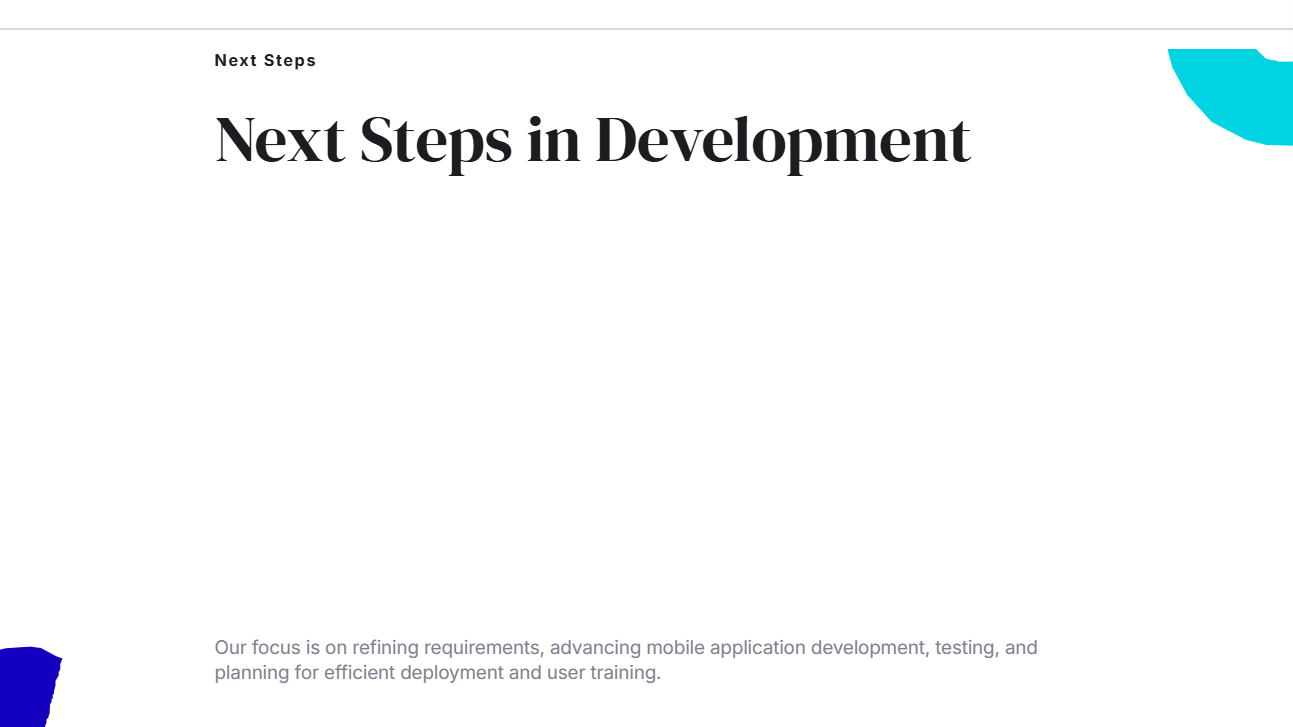 Next Steps
Next Steps in Development
Our focus is on refining requirements, advancing mobile application development, testing, and
planning for efficient deployment and user training.